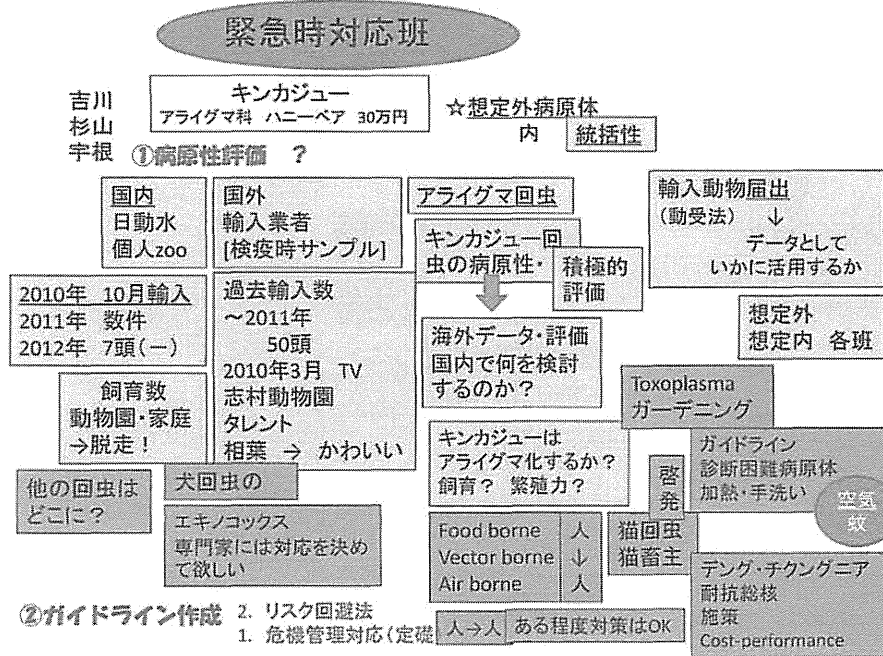 緊急時対応班
吉川
杉山
宇根
キンカジュー
アライグマ科 ハニーベア 30万円
☆想定外病原体
内 統括性
①病原性評価 ?
国内
日動水
個人zoo
国外
輸入業者
[検疫時サンプル]
アライグマ回虫
キンカジュー回
虫の病原性・
積極的
評価
輸入動物届出
(動受法) ↓
データとして
いかに活用するか
2010年 10月輸入
2011年 数件
2012年 7頭(ー)
過去輸入数
~2011年
50頭
2010年3月 TV
志村動物園
タレント
相葉 → かわいい
海外データ・評価
国内で何を検討
するのか?
想定外
想定内 各班
飼育数
動物園・家庭
→脱走!
Toxoplasma
ガーデニング
キンカジューは
アライグマ化するか?
飼育? 繁殖力?
ガイドライン
診断困難病原体
加熱・手洗い
啓
発
空気
蚊
他の回虫は
どこに?
犬回虫の
エキノコックス
専門家には対応を決め
て欲しい
Food borne 人
Vector borne ↓
Air borne 人
猫回虫
猫畜主
デング・チクングニア
耐抗総核
施策
Cost-performance
②ガイドライン作成
2. リスク回避法
1. 危機管理対応(定礎
人→人
ある程度対策はOK